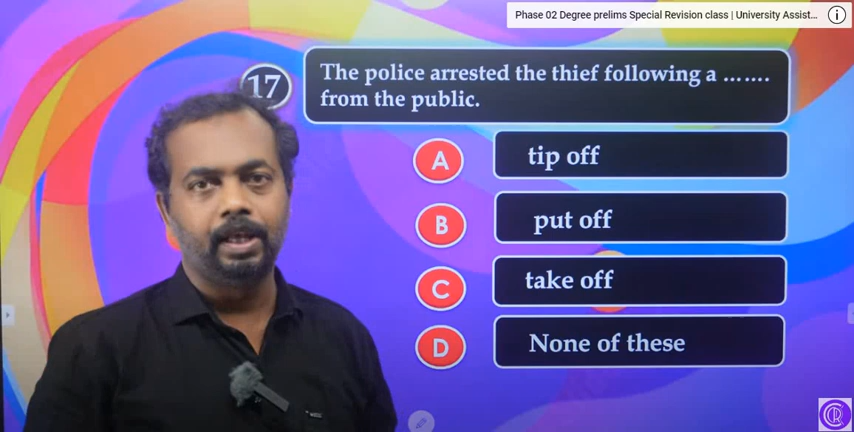 Phase 02 Degree prelims Special Revision class | University Assist...
17
The police arrested the thief following a .......
from the public.
A
tip off
B
put off
C
take off
D
None of these